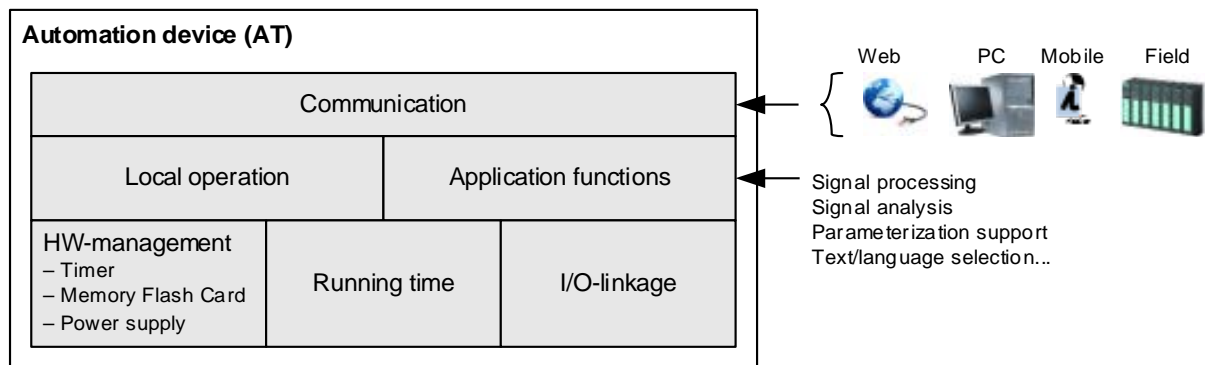 Automation device (AT)
Communication
Local operation
Application functions
HW-management
– Timer
– Memory Flash Card
– Power supply
Running time
I/O-linkage
Web
PC
Mobile
Field
Signal processing
Signal analysis
Parameterization support
Text/language selection...